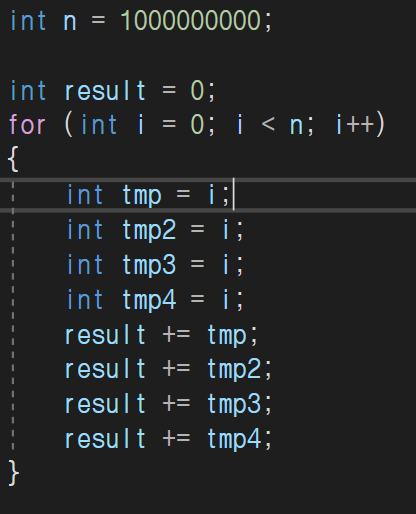 int n = 1000000000;
int result = 0;
for (int i = 0; i < n; i++)
{
int tmp = i;
int tmp2 = i;
int tmp3 = i;
int tmp4 = i;
result += tmp;
result += tmp2;
result += tmp3;
result += tmp4;
}